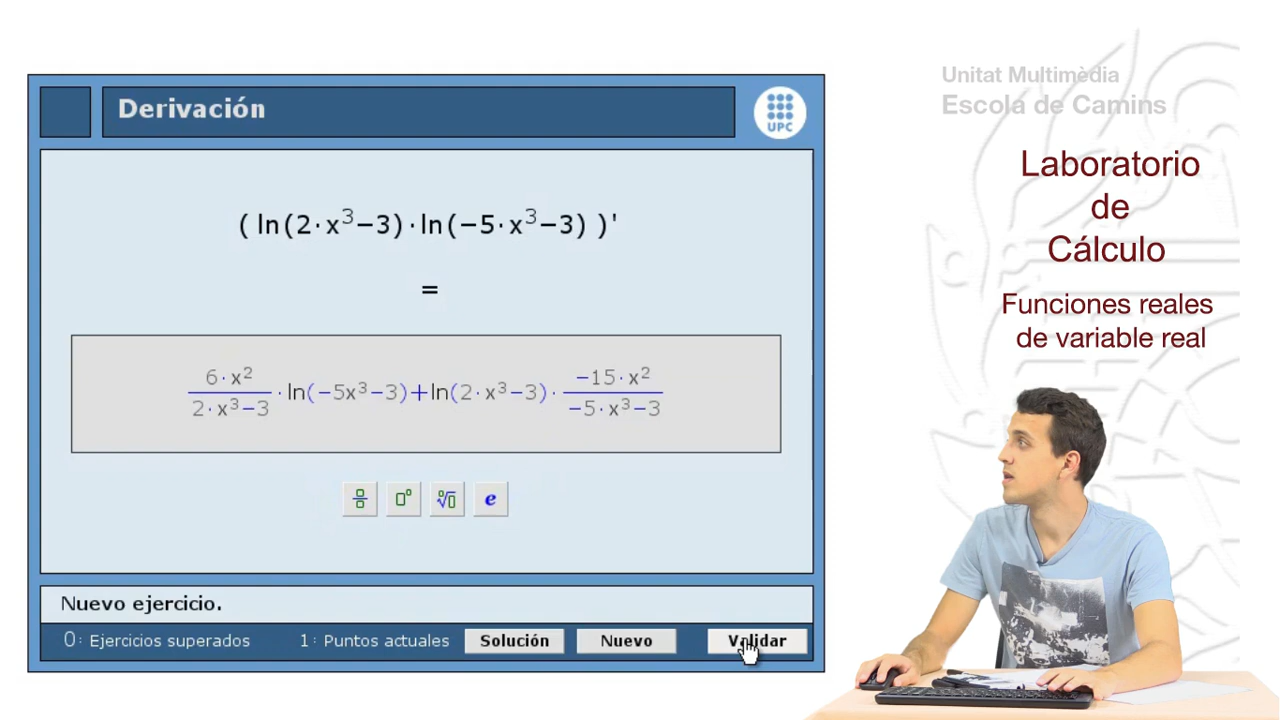 Derivación
UPC
( ln(2·x³−3)·ln(−5·x³−3) )'
=
6·x² / 2·x³−3 · ln(−5x³−3)+ln(2·x³−3) · −15·x² / −5·x³−3
e
Nuevo ejercicio.
0: Ejercicios superados 1: Puntos actuales Solución Nuevo Validar
Unitat Multimèdia
Escola de Camins
Laboratorio
de
Cálculo
Funciones reales
de variable real